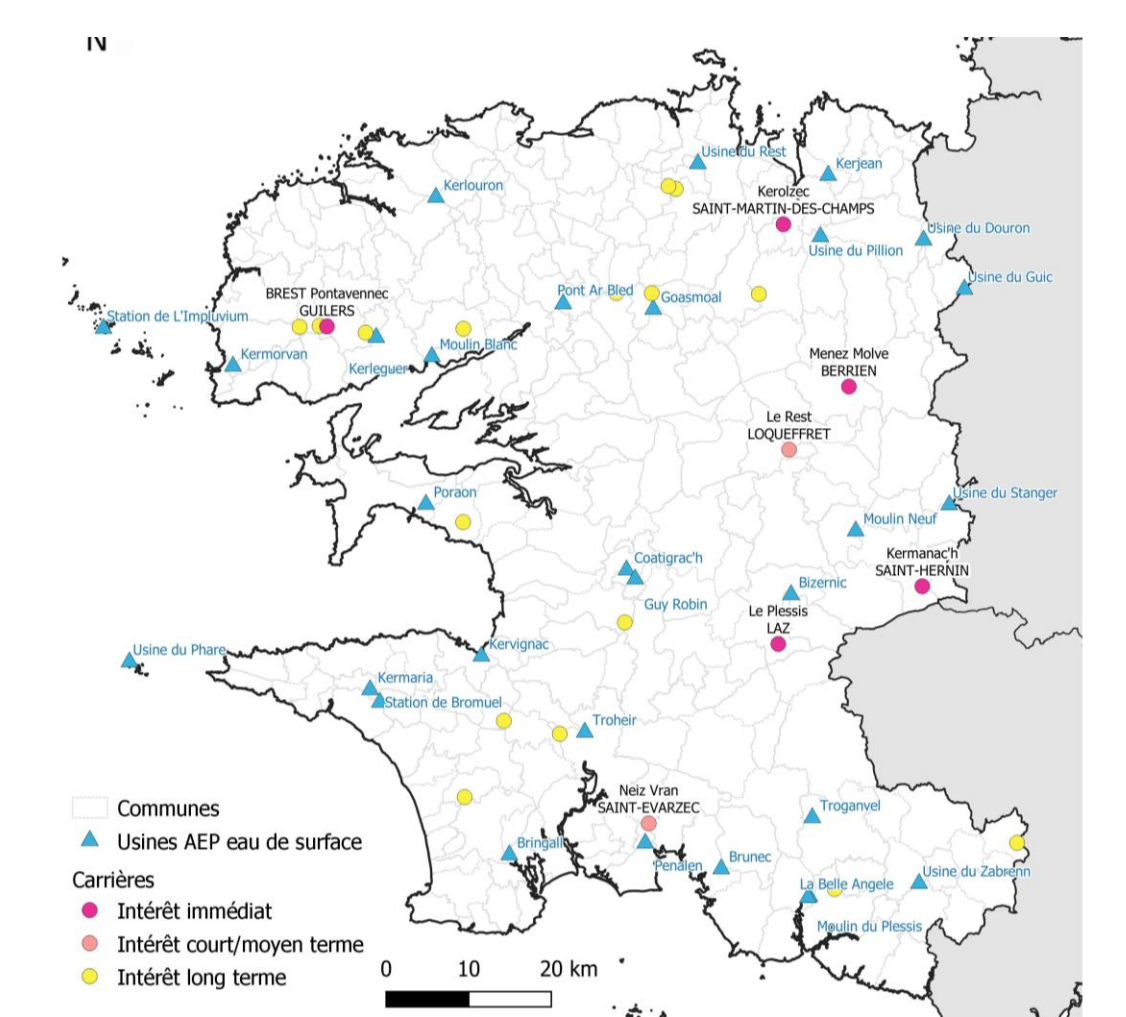 N
Usine du Rest
Kerjean
Kerlouron
Kerolzec
SAINT-MARTIN-DES-CHAMPS
Usine du Douron
Usine du Pillion
Usine du Guic
Pont Ar Bled
BREST Pontavennec
GUILERS
Goasmoal
Station de L'Impluvium
Moulin Blanc
Kermorvan
Kerleguer
Menez Molve
BERRIEN
Le Rest
LOQUEFFRET
Poraon
Usine du Stanger
Moulin Neuf
Kermanac'h
SAINT-HERNIN
Coatigrac'h
Bizernic
Guy Robin
Le Plessis
LAZ
Kervignac
Usine du Phare
Kermaria
Station de Bromuel
Troheir
Neiz Vran
SAINT-EVARZEC
Troganvel
Bringall
Penalen
Brunec
Usine du Zabrenn
La Belle Angele
Moulin du Plessis
Communes
Usines AEP eau de surface
Carrières
Intérêt immédiat
Intérêt court/moyen terme
Intérêt long terme
0 10 20 km